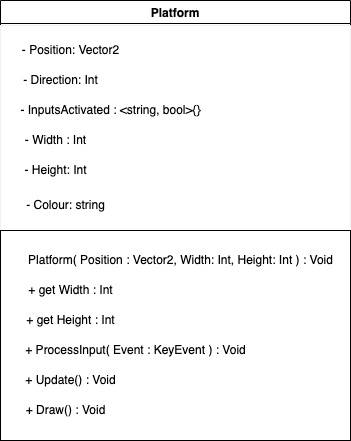 Platform
- Position: Vector2
- Direction: Int
- InputsActivated : <string, bool>{}
- Width : Int
- Height: Int
- Colour: string
Platform( Position : Vector2, Width: Int, Height: Int ) : Void
+ get Width : Int
+ get Height : Int
+ ProcessInput( Event : KeyEvent ) : Void
+ Update() : Void
+ Draw() : Void